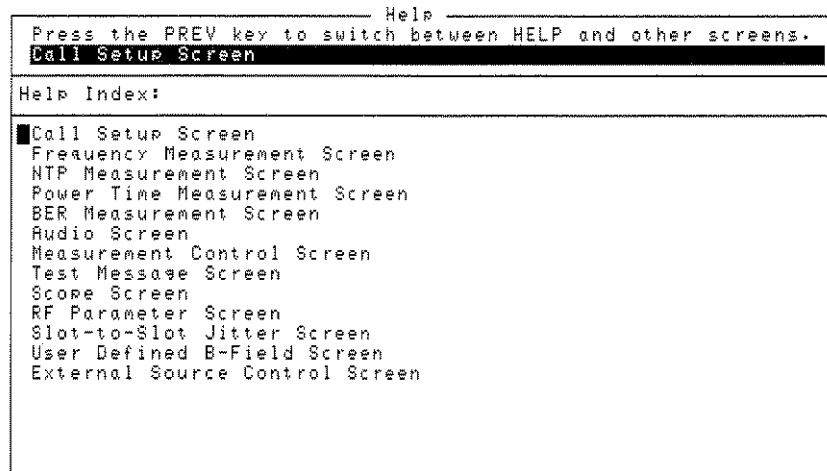 Help
Press the PREV key to switch between HELP and other screens.
Call Setup Screen
Help Index:
Call Setup Screen
Frequency Measurement Screen
NTP Measurement Screen
Power Time Measurement Screen
BER Measurement Screen
Audio Screen
Measurement Control Screen
Test Message Screen
Scope Screen
RF Parameter Screen
Slot-to-Slot Jitter Screen
User Defined B-Field Screen
External Source Control Screen